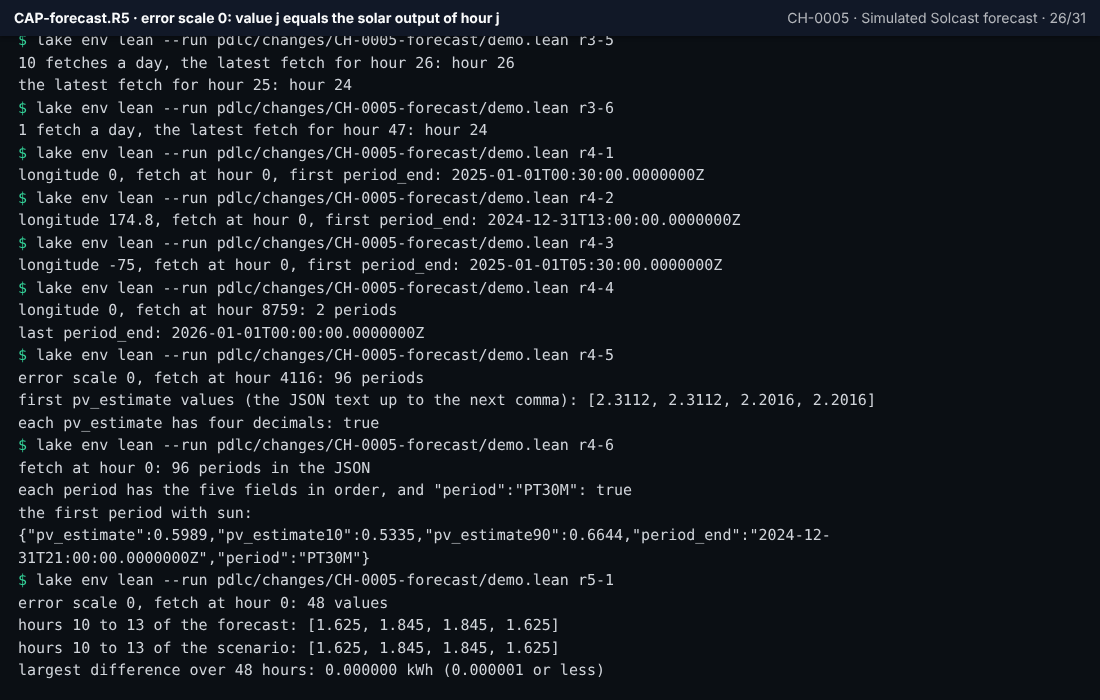 CAP-forecast.R5 · error scale 0: value j equals the solar output of hour j
CH-0005 · Simulated Solcast forecast · 26/31
$ lake env lean --run pdlc/changes/CH-0005-forecast/demo.lean r3-5
10 fetches a day, the latest fetch for hour 26: hour 26
the latest fetch for hour 25: hour 24
$ lake env lean --run pdlc/changes/CH-0005-forecast/demo.lean r3-6
1 fetch a day, the latest fetch for hour 47: hour 24
$ lake env lean --run pdlc/changes/CH-0005-forecast/demo.lean r4-1
longitude 0, fetch at hour 0, first period_end: 2025-01-01T00:30:00.0000000Z
$ lake env lean --run pdlc/changes/CH-0005-forecast/demo.lean r4-2
longitude 174.8, fetch at hour 0, first period_end: 2024-12-31T13:00:00.0000000Z
$ lake env lean --run pdlc/changes/CH-0005-forecast/demo.lean r4-3
longitude -75, fetch at hour 0, first period_end: 2025-01-01T05:30:00.0000000Z
$ lake env lean --run pdlc/changes/CH-0005-forecast/demo.lean r4-4
longitude 0, fetch at hour 8759: 2 periods
last period_end: 2026-01-01T00:00:00.0000000Z
$ lake env lean --run pdlc/changes/CH-0005-forecast/demo.lean r4-5
error scale 0, fetch at hour 4116: 96 periods
first pv_estimate values (the JSON text up to the next comma): [2.3112, 2.3112, 2.2016, 2.2016]
each pv_estimate has four decimals: true
$ lake env lean --run pdlc/changes/CH-0005-forecast/demo.lean r4-6
fetch at hour 0: 96 periods in the JSON
each period has the five fields in order, and "period":"PT30M": true
the first period with sun:
{"pv_estimate":0.5989,"pv_estimate10":0.5335,"pv_estimate90":0.6644,"period_end":"2024-12-
31T21:00:00.0000000Z","period":"PT30M"}
$ lake env lean --run pdlc/changes/CH-0005-forecast/demo.lean r5-1
error scale 0, fetch at hour 0: 48 values
hours 10 to 13 of the forecast: [1.625, 1.845, 1.845, 1.625]
hours 10 to 13 of the scenario: [1.625, 1.845, 1.845, 1.625]
largest difference over 48 hours: 0.000000 kWh (0.000001 or less)